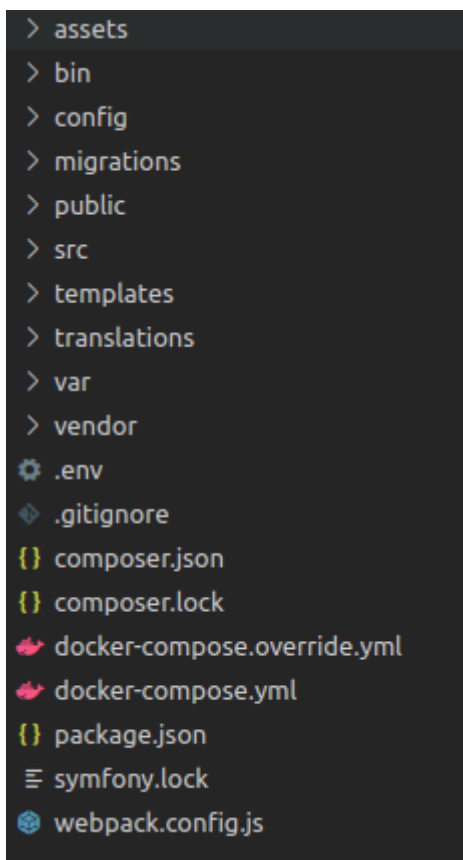 assets
bin
config
migrations
public
src
templates
translations
var
vendor
.env
.gitignore
{} composer.json
{} composer.lock
docker-compose.override.yml
docker-compose.yml
{} package.json
symfony.lock
webpack.config.js